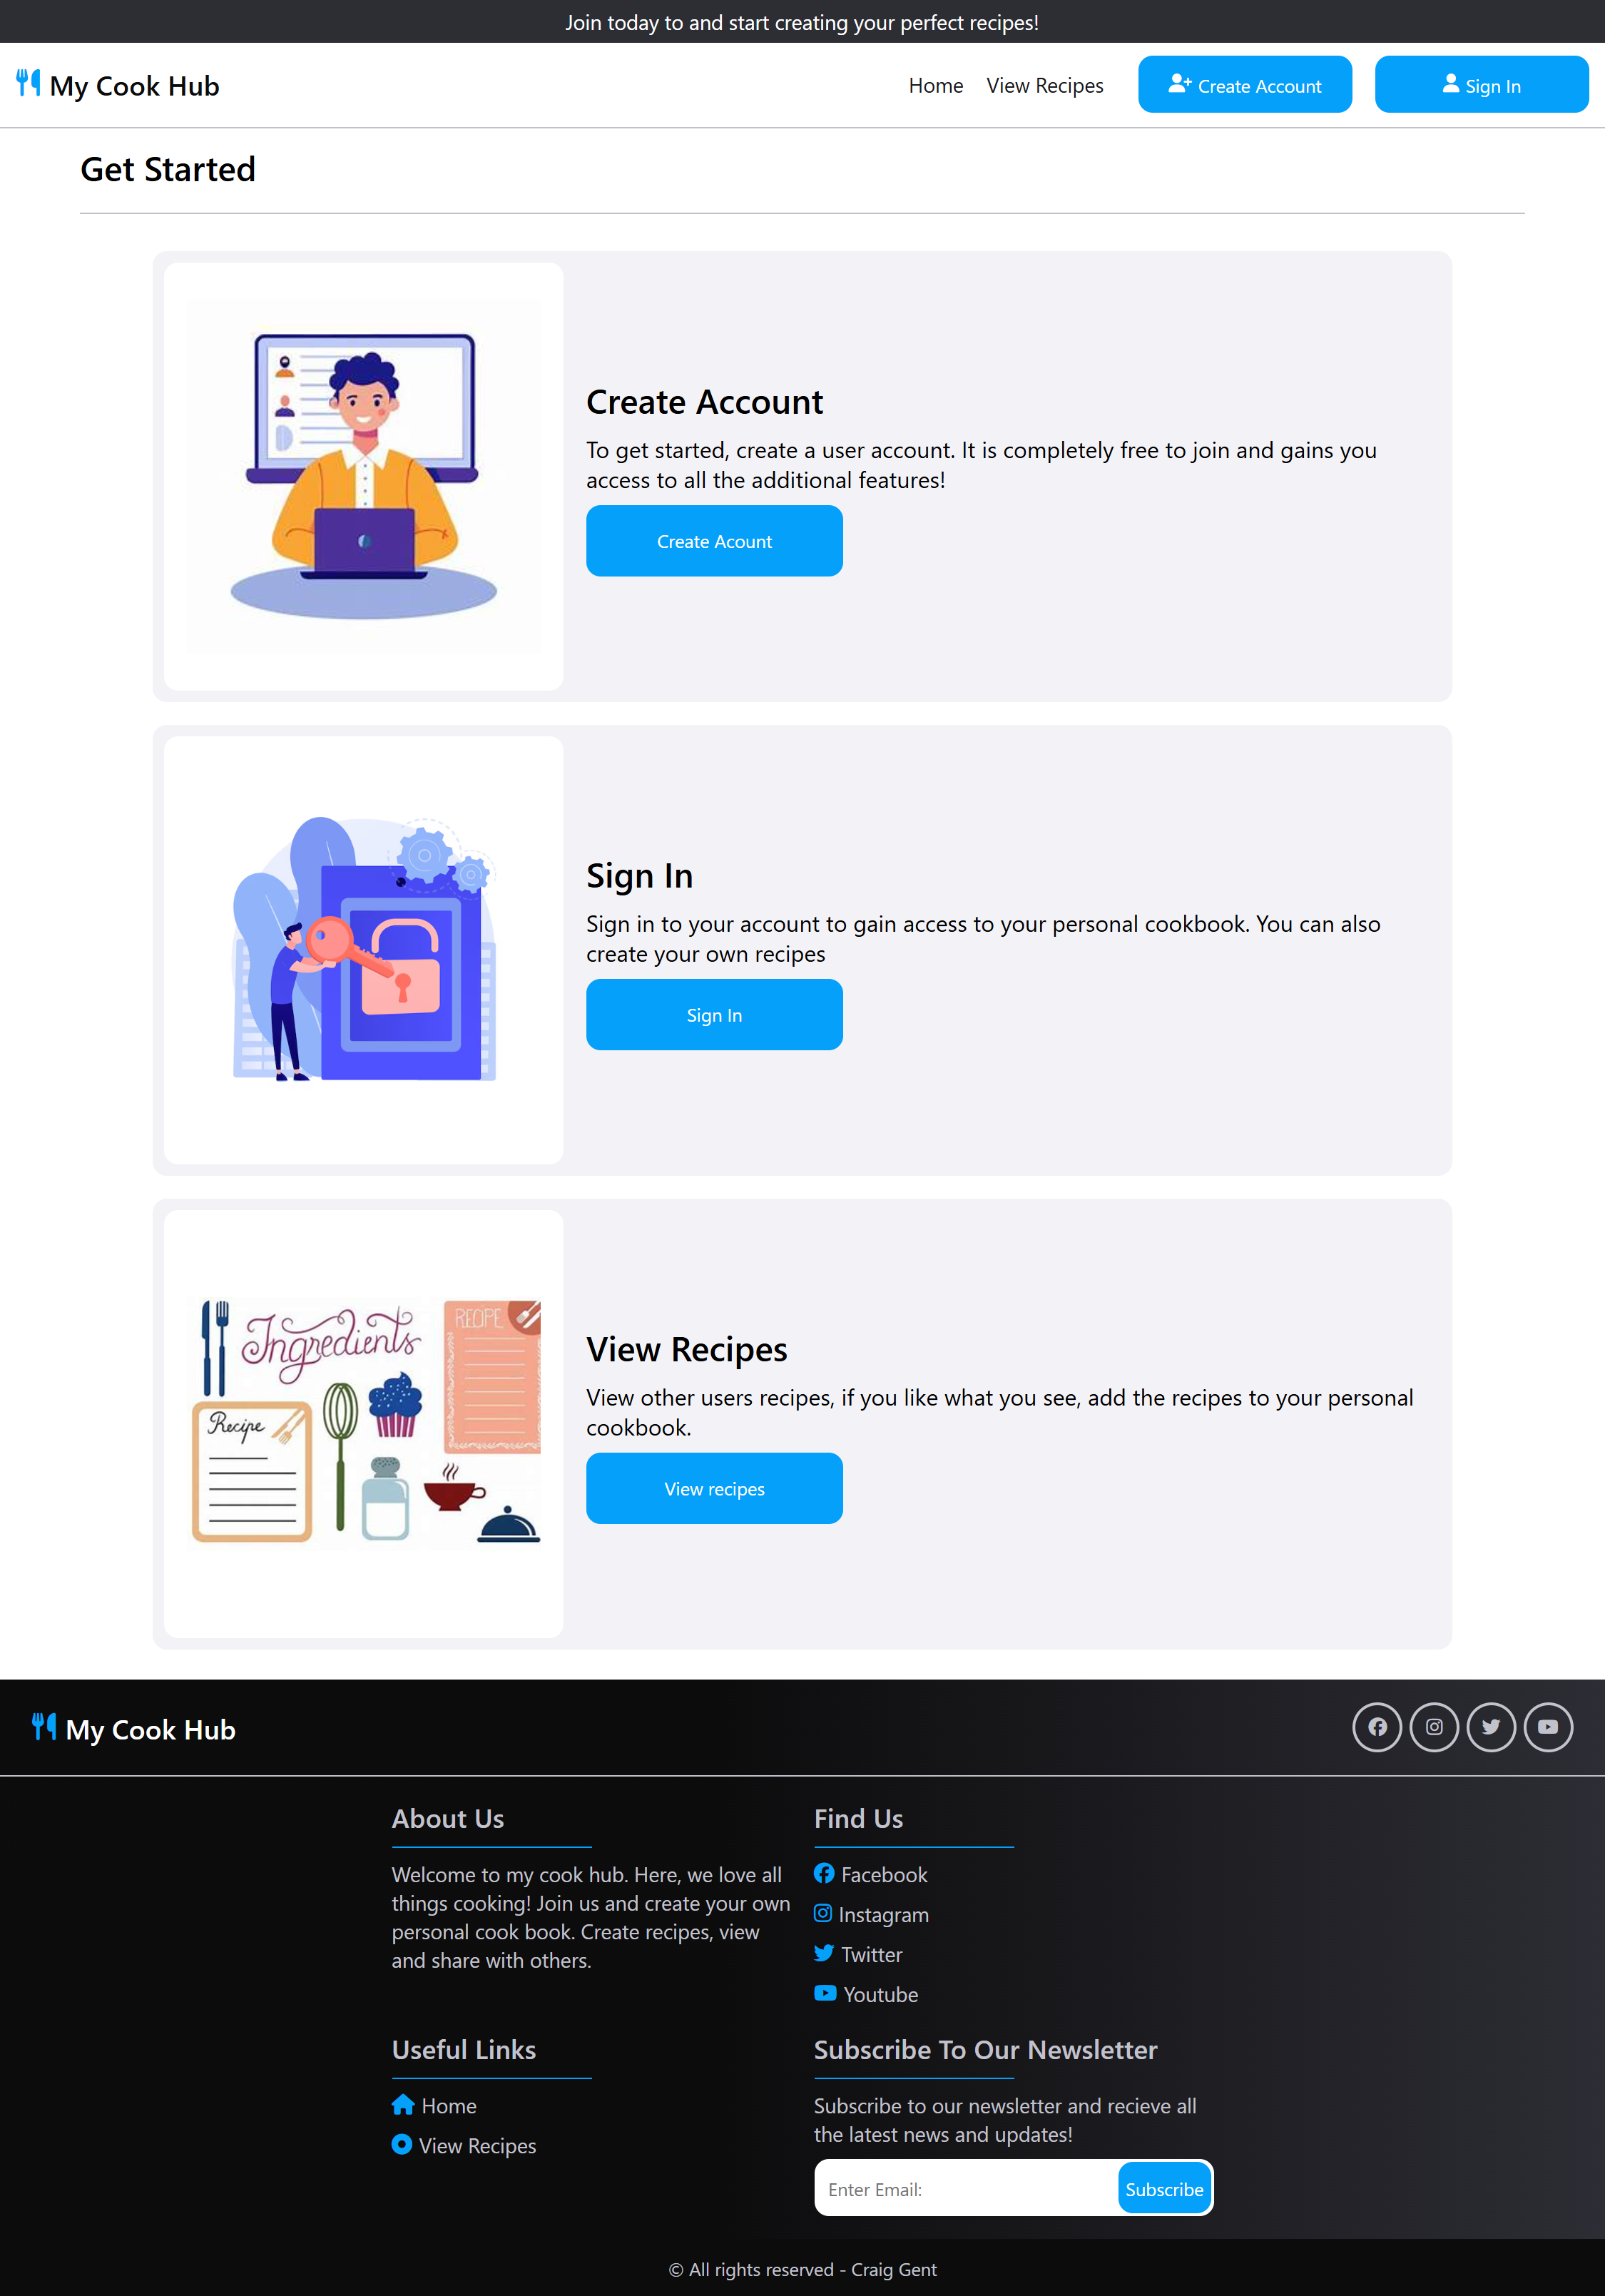 Join today to and start creating your perfect recipes!
My Cook Hub
Home
View Recipes
Create Account
Sign In
Get Started
Create Account
To get started, create a user account. It is completely free to join and gains you
access to all the additional features!
Create Acount
Sign In
Sign in to your account to gain access to your personal cookbook. You can also
create your own recipes
Sign In
Ingredients
RECIPE
Recipe
View Recipes
View other users recipes, if you like what you see, add the recipes to your personal
cookbook.
View recipes
My Cook Hub
About Us
Welcome to my cook hub. Here, we love all
things cooking! Join us and create your own
personal cook book. Create recipes, view
and share with others.
Find Us
Facebook
Instagram
Twitter
Youtube
Useful Links
Home
View Recipes
Subscribe To Our Newsletter
Subscribe to our newsletter and recieve all
the latest news and updates!
Enter Email:
Subscribe
© All rights reserved - Craig Gent